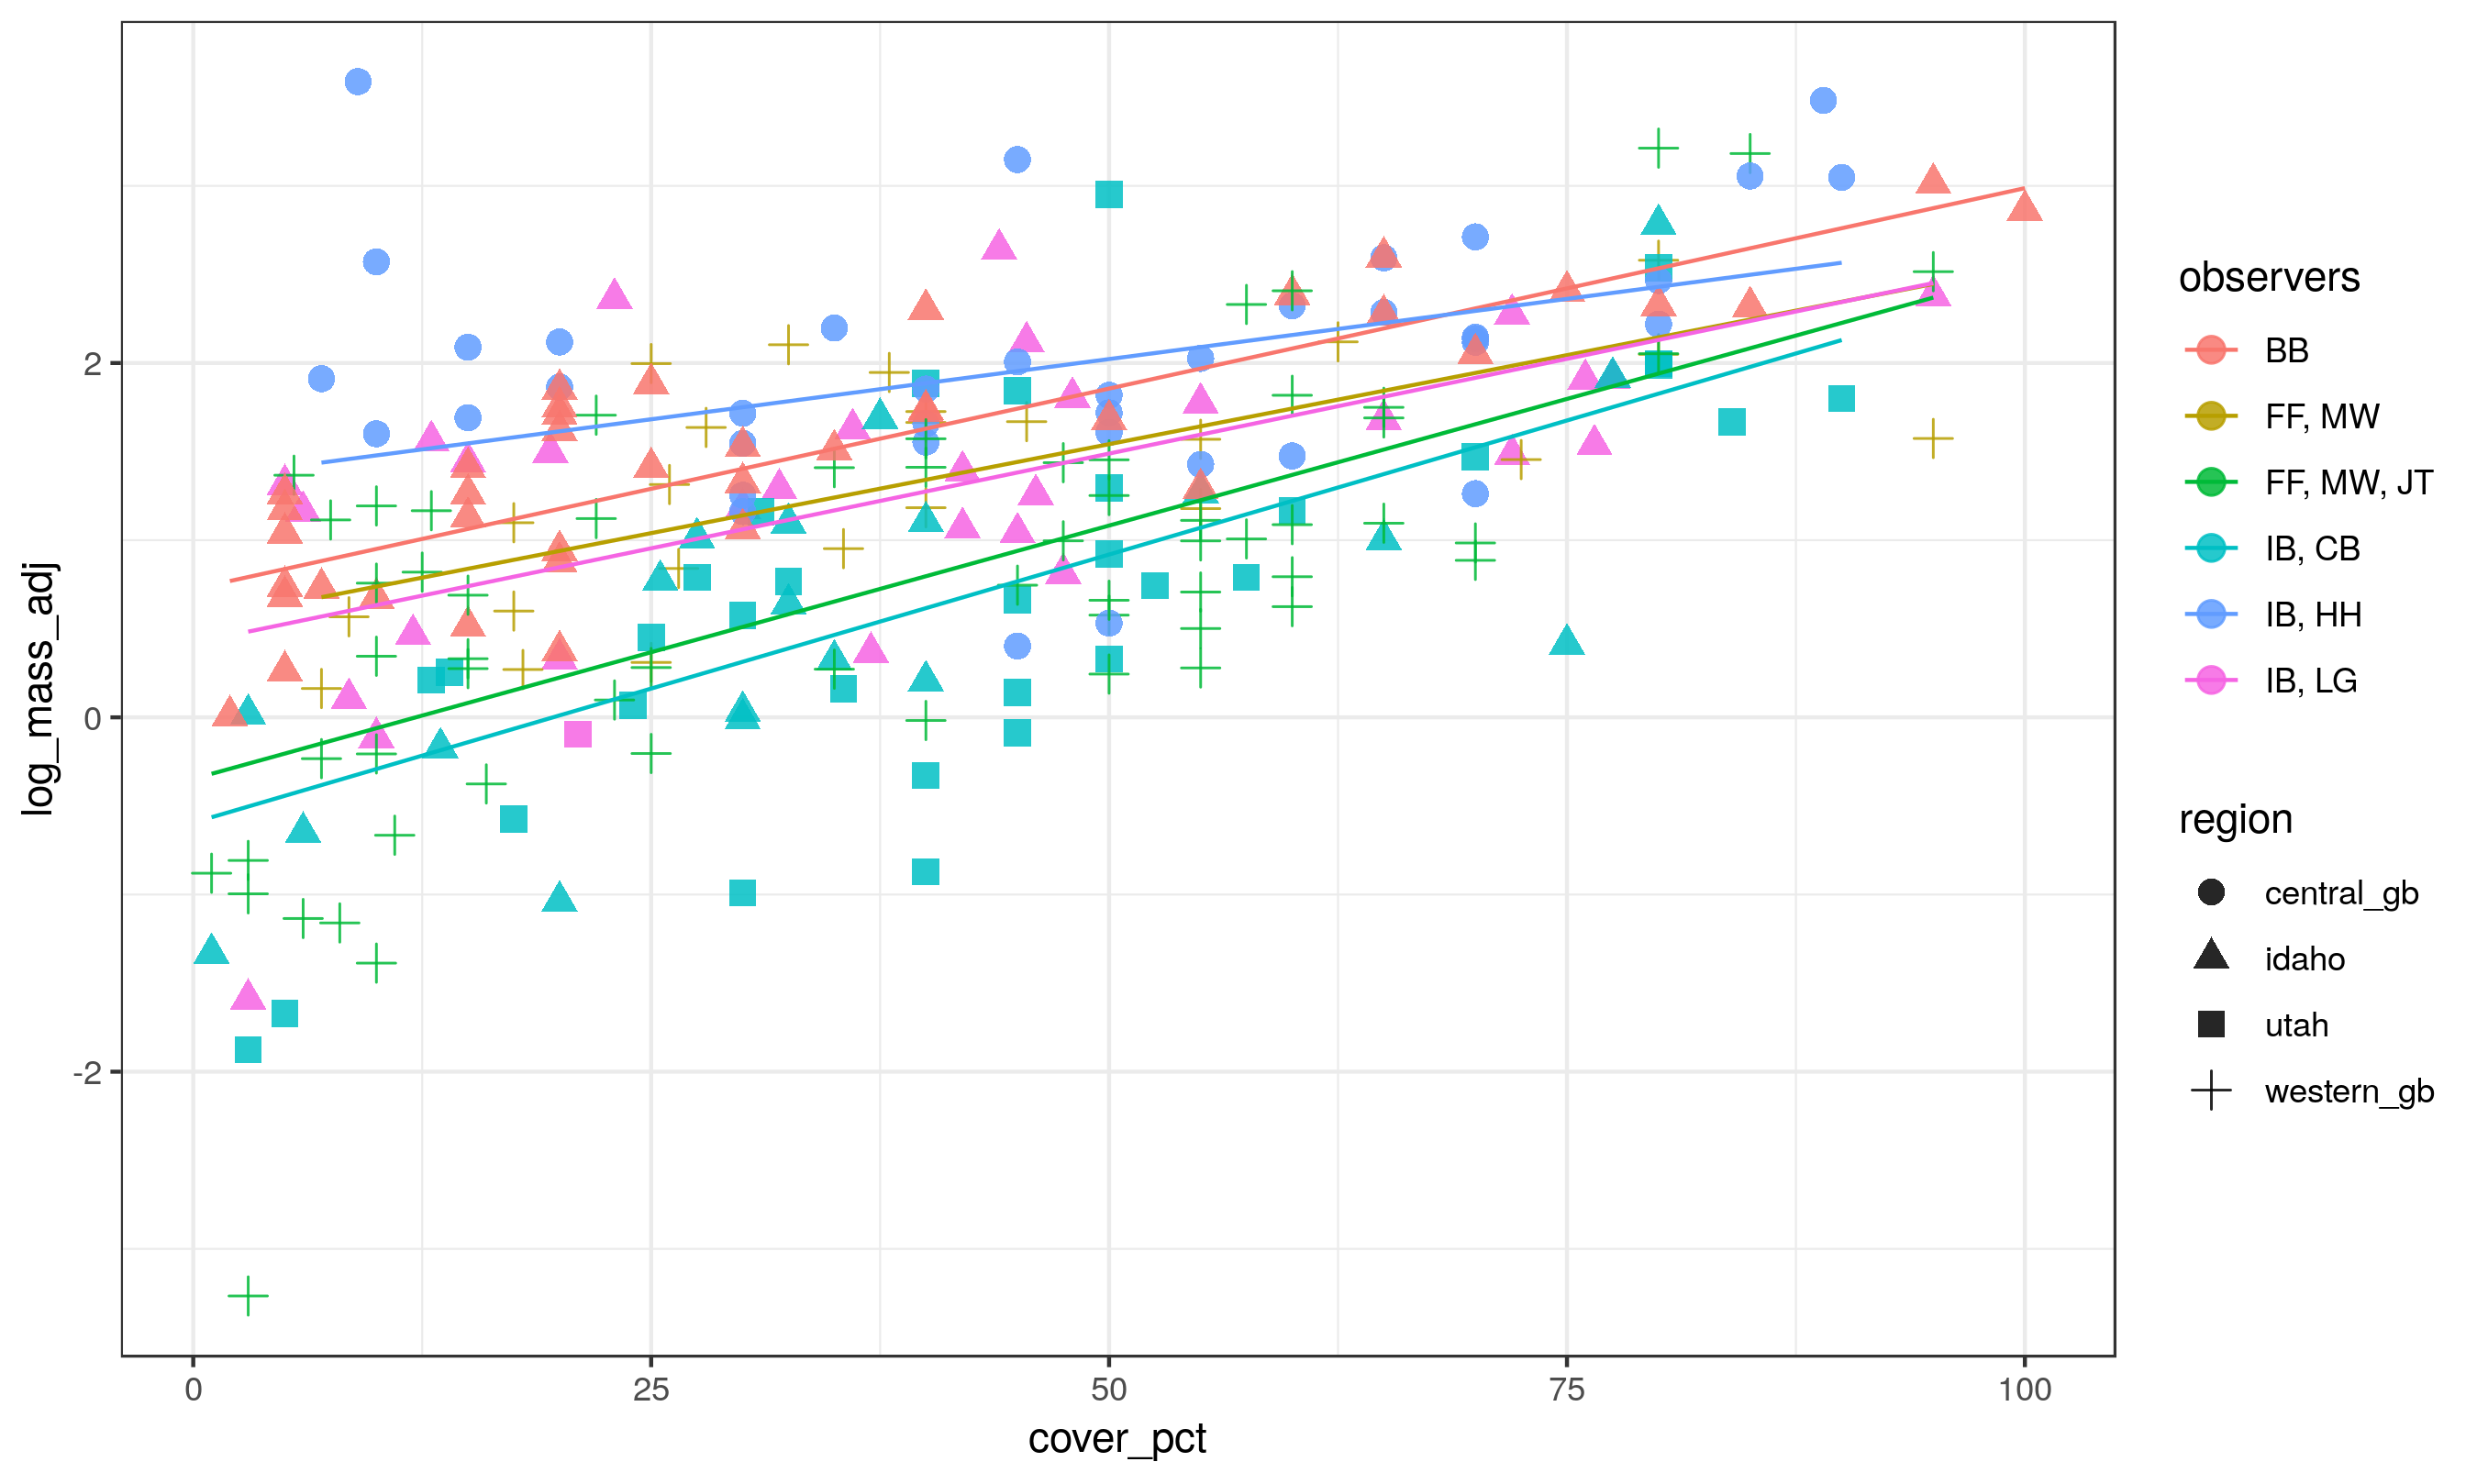 log_mass_adj
2
0
-2
0
25
50
75
100
cover_pct
observers
BB
FF, MW
FF, MW, JT
IB, CB
IB, HH
IB, LG
region
central_gb
idaho
utah
western_gb